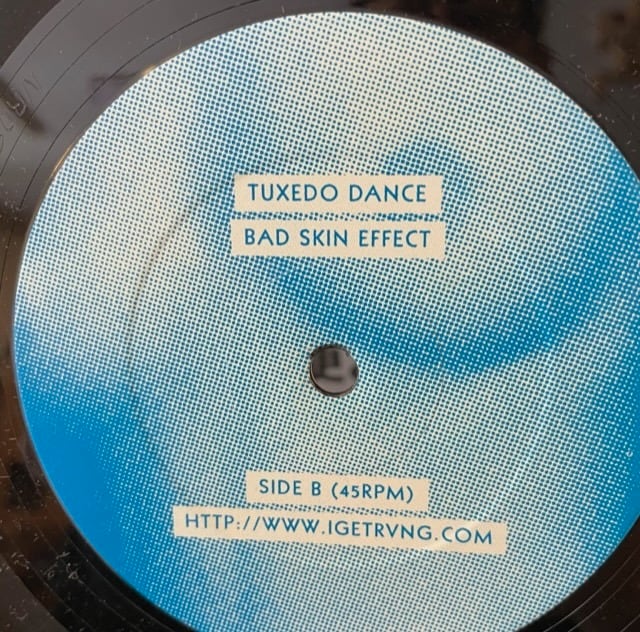 TUXEDO DANCE
BAD SKIN EFFECT
SIDE B (45RPM)
HTTP://WWW.IGETRVNG.COM